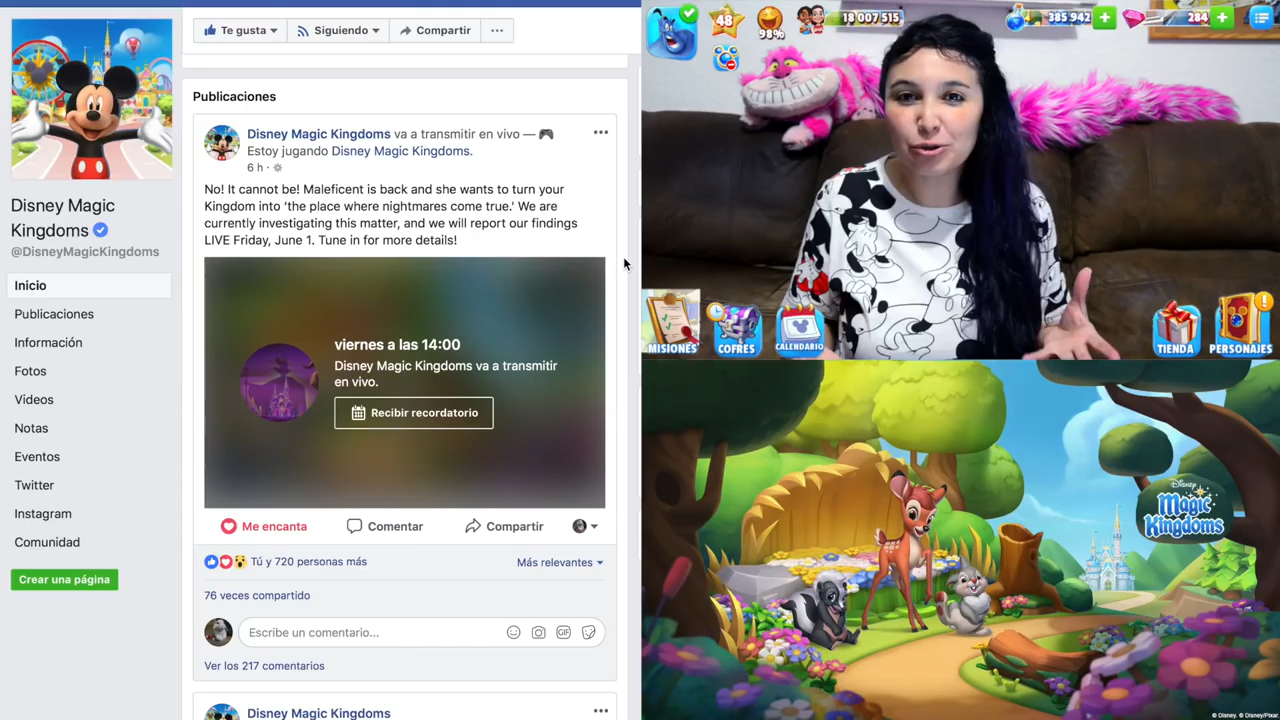 Te gusta
Siguiendo
Compartir
Disney Magic
Kingdoms
@DisneyMagicKingdoms
Inicio
Publicaciones
Información
Fotos
Videos
Notas
Eventos
Twitter
Instagram
Comunidad
Crear una página
Publicaciones
Disney Magic Kingdoms va a transmitir en vivo —
Estoy jugando Disney Magic Kingdoms.
6 h ·
No! It cannot be! Maleficent is back and she wants to turn your
Kingdom into ‘the place where nightmares come true.' We are
currently investigating this matter, and we will report our findings
LIVE Friday, June 1. Tune in for more details!
viernes a las 14:00
Disney Magic Kingdoms va a transmitir
en vivo.
Recibir recordatorio
Me encanta
Comentar
Compartir
Tú y 720 personas más
Más relevantes
76 veces compartido
Escribe un comentario...
GIF
Ver los 217 comentarios
Disney Magic Kingdoms
48
98%
18 007 515
385 942
284
MISIONES
COFRES
CALENDARIO
TIENDA
PERSONAJES
Disney
Magic
Kingdoms
© Disney. © Disney/Pixar